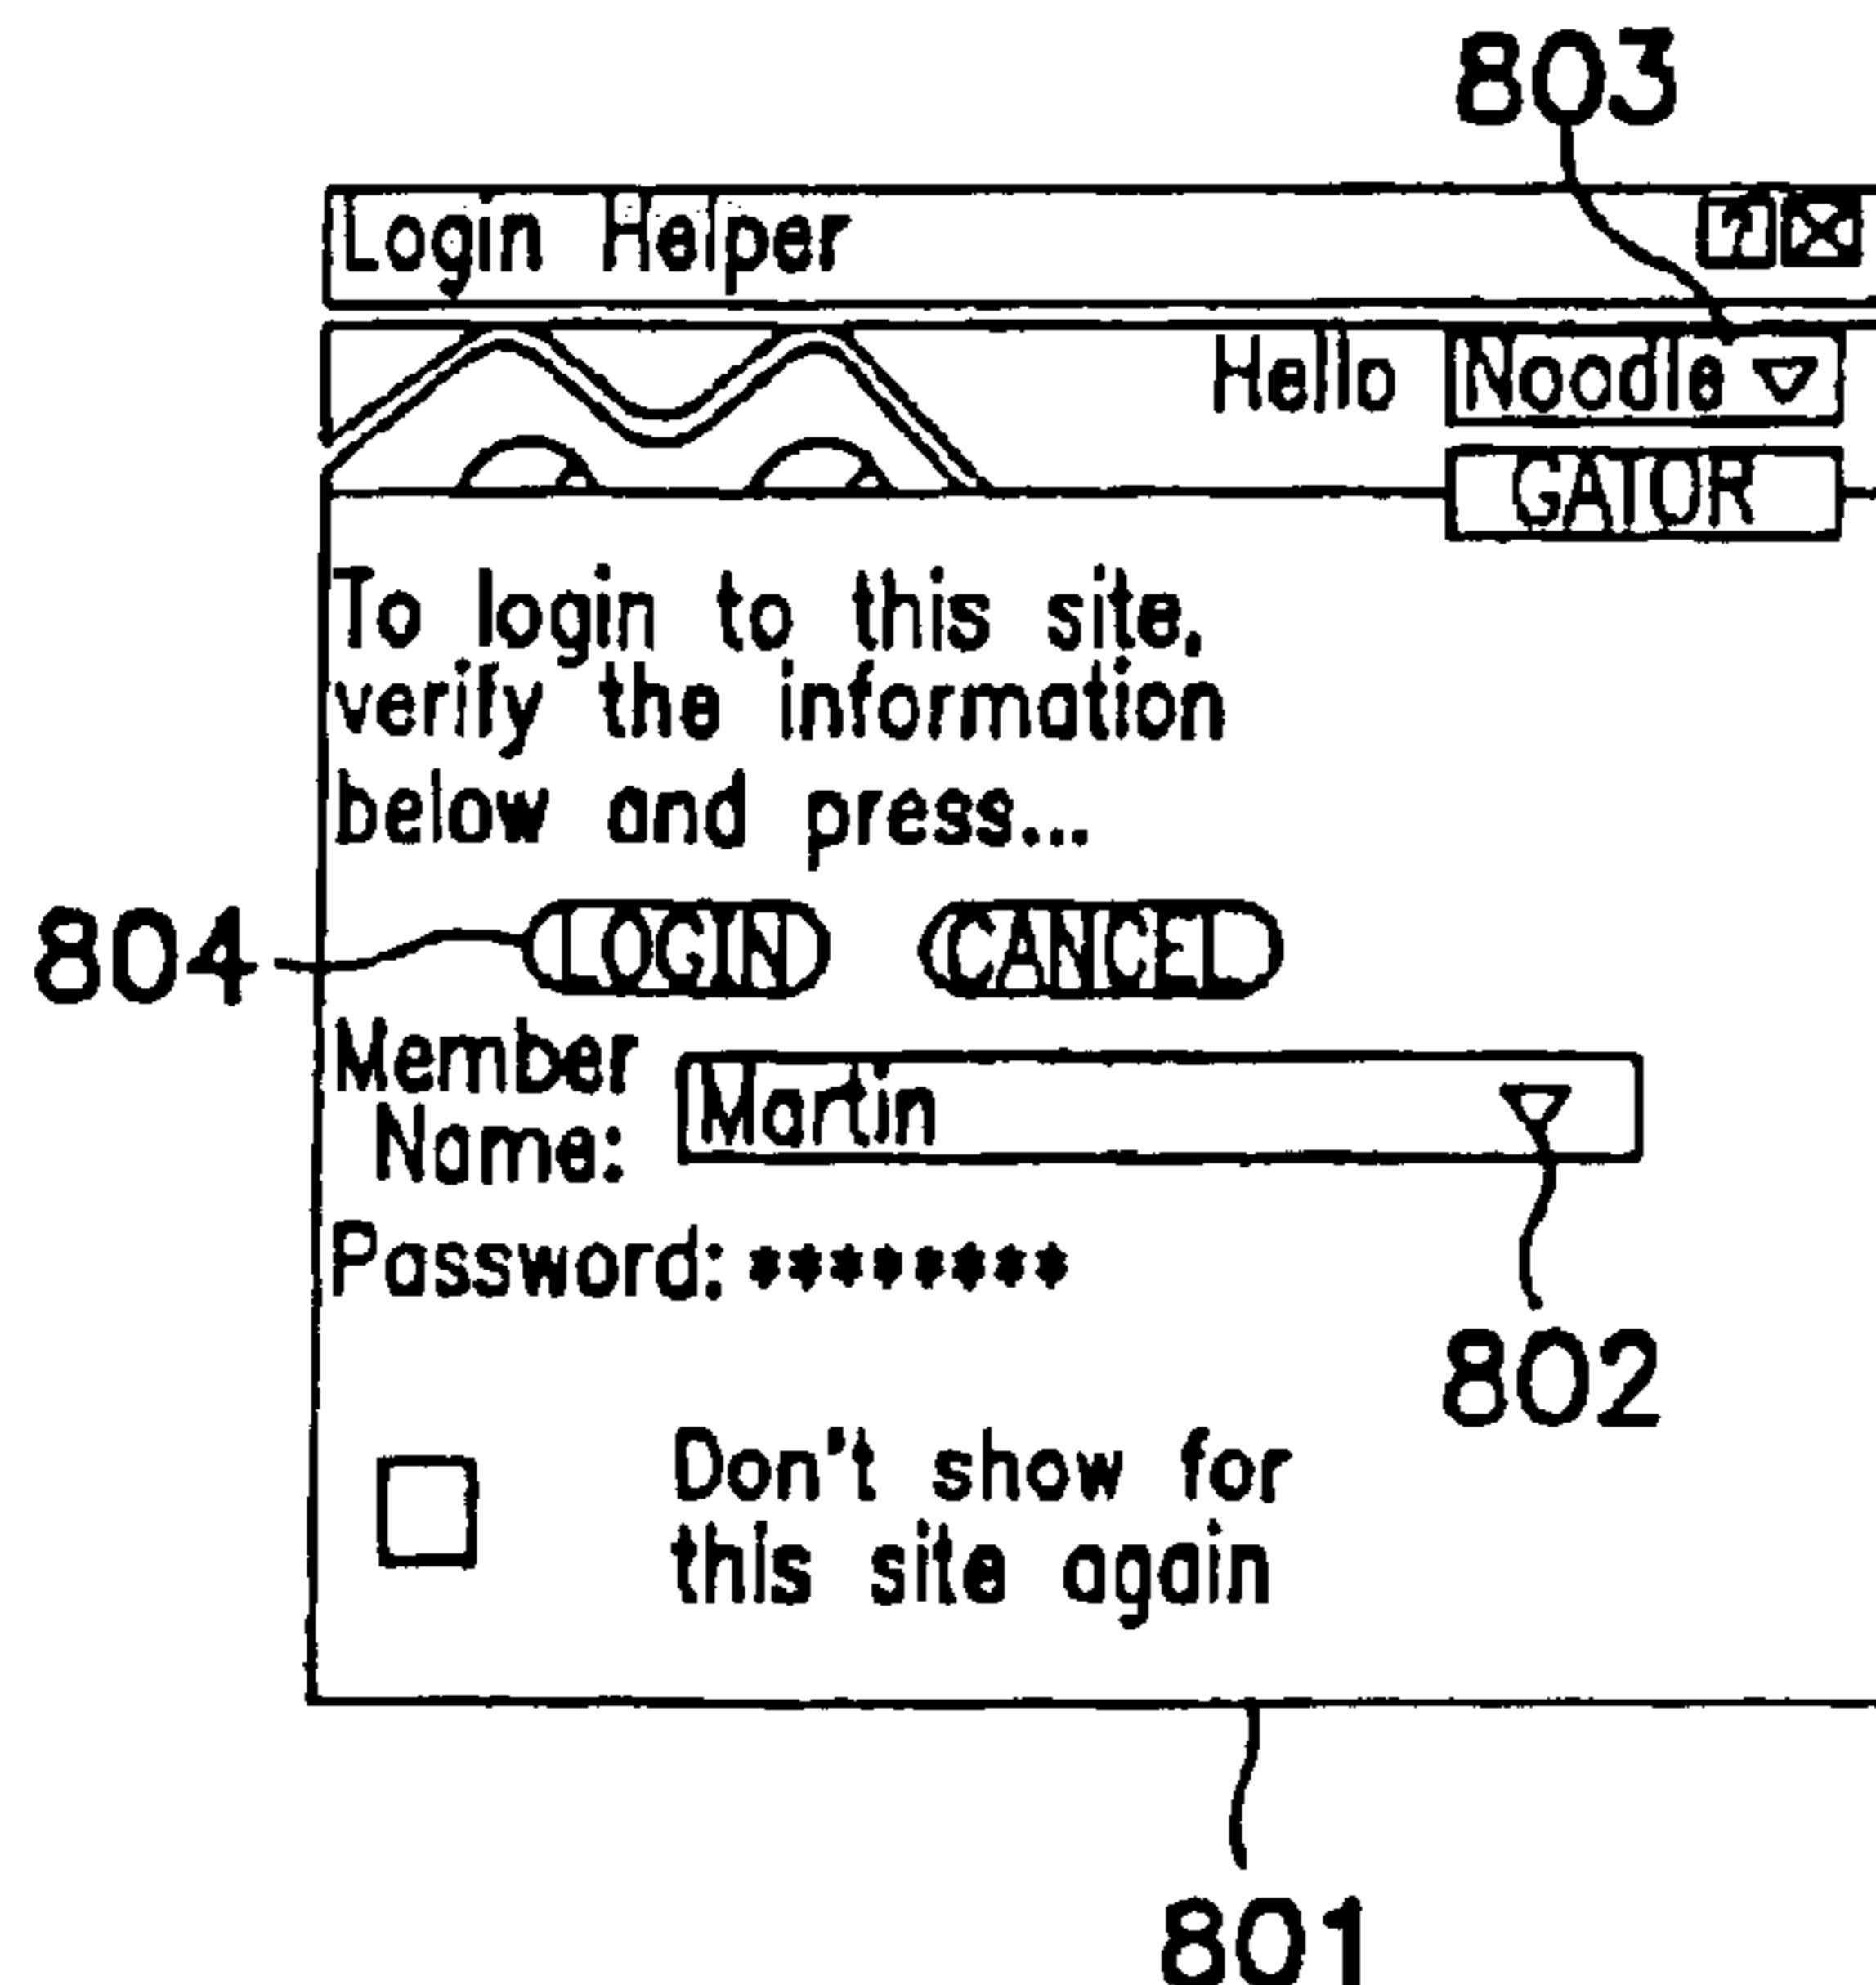 803
Login Helper ?
Hello Noodle
GATOR
To login to this site,
verify the information
below and press...
804 LOGIN CANCEL
Member
Name: Martin
Password: ********
802
Don't show for
this site again
801